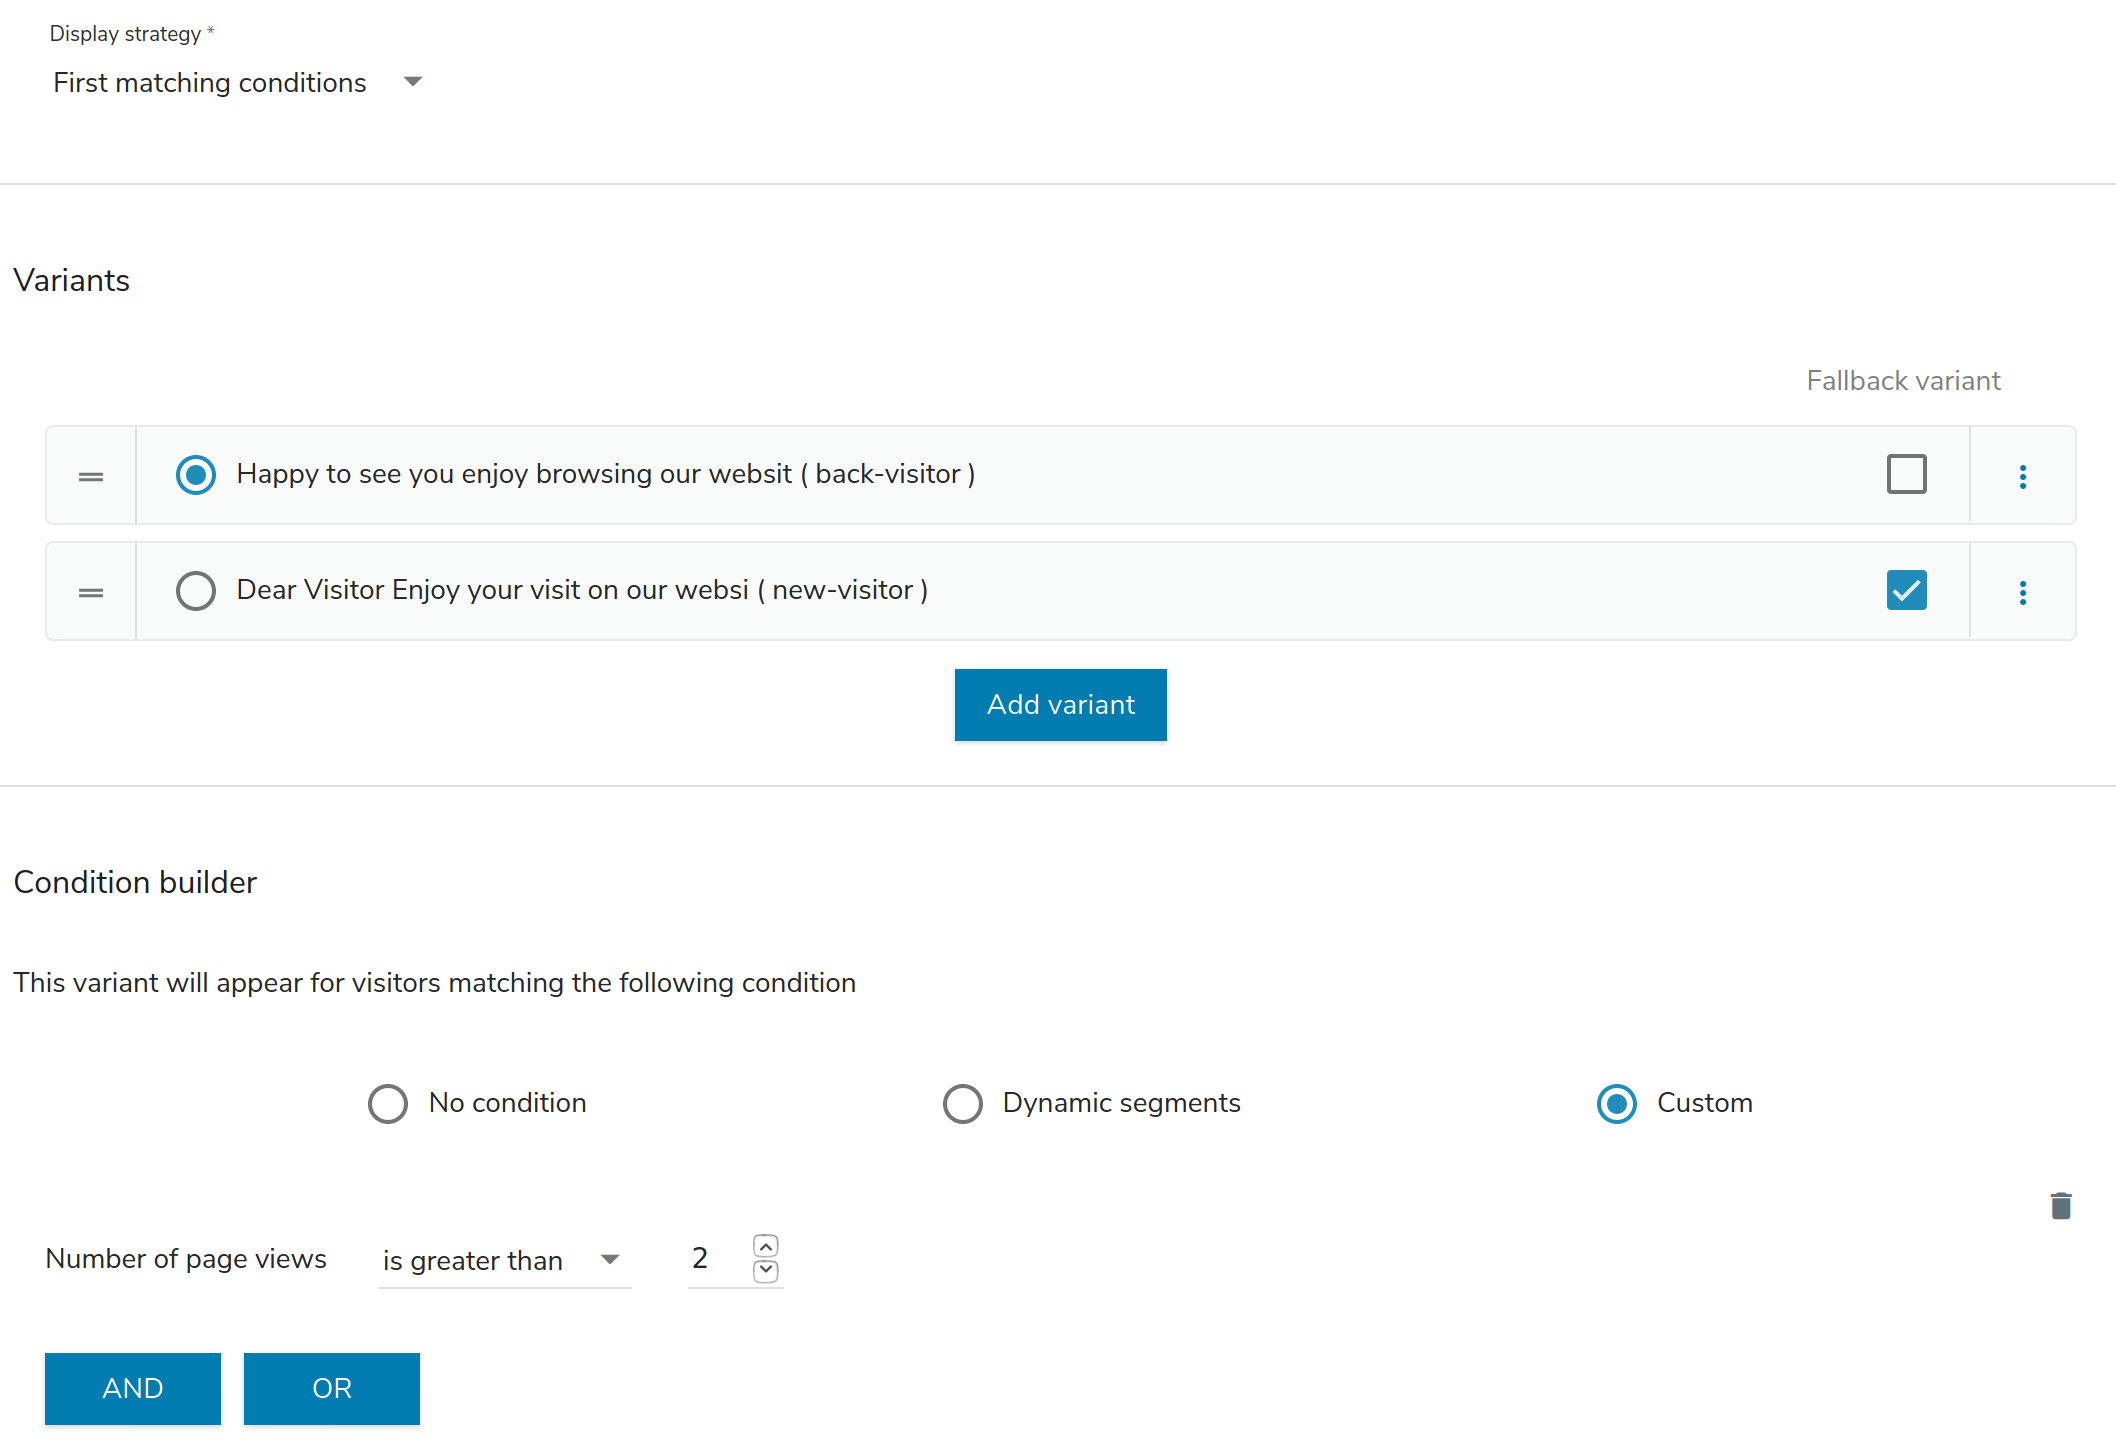 Display strategy *
First matching conditions
Variants
Fallback variant
Happy to see you enjoy browsing our websit ( back-visitor )
Dear Visitor Enjoy your visit on our websi ( new-visitor )
Add variant
Condition builder
This variant will appear for visitors matching the following condition
No condition Dynamic segments Custom
Number of page views is greater than 2
AND OR